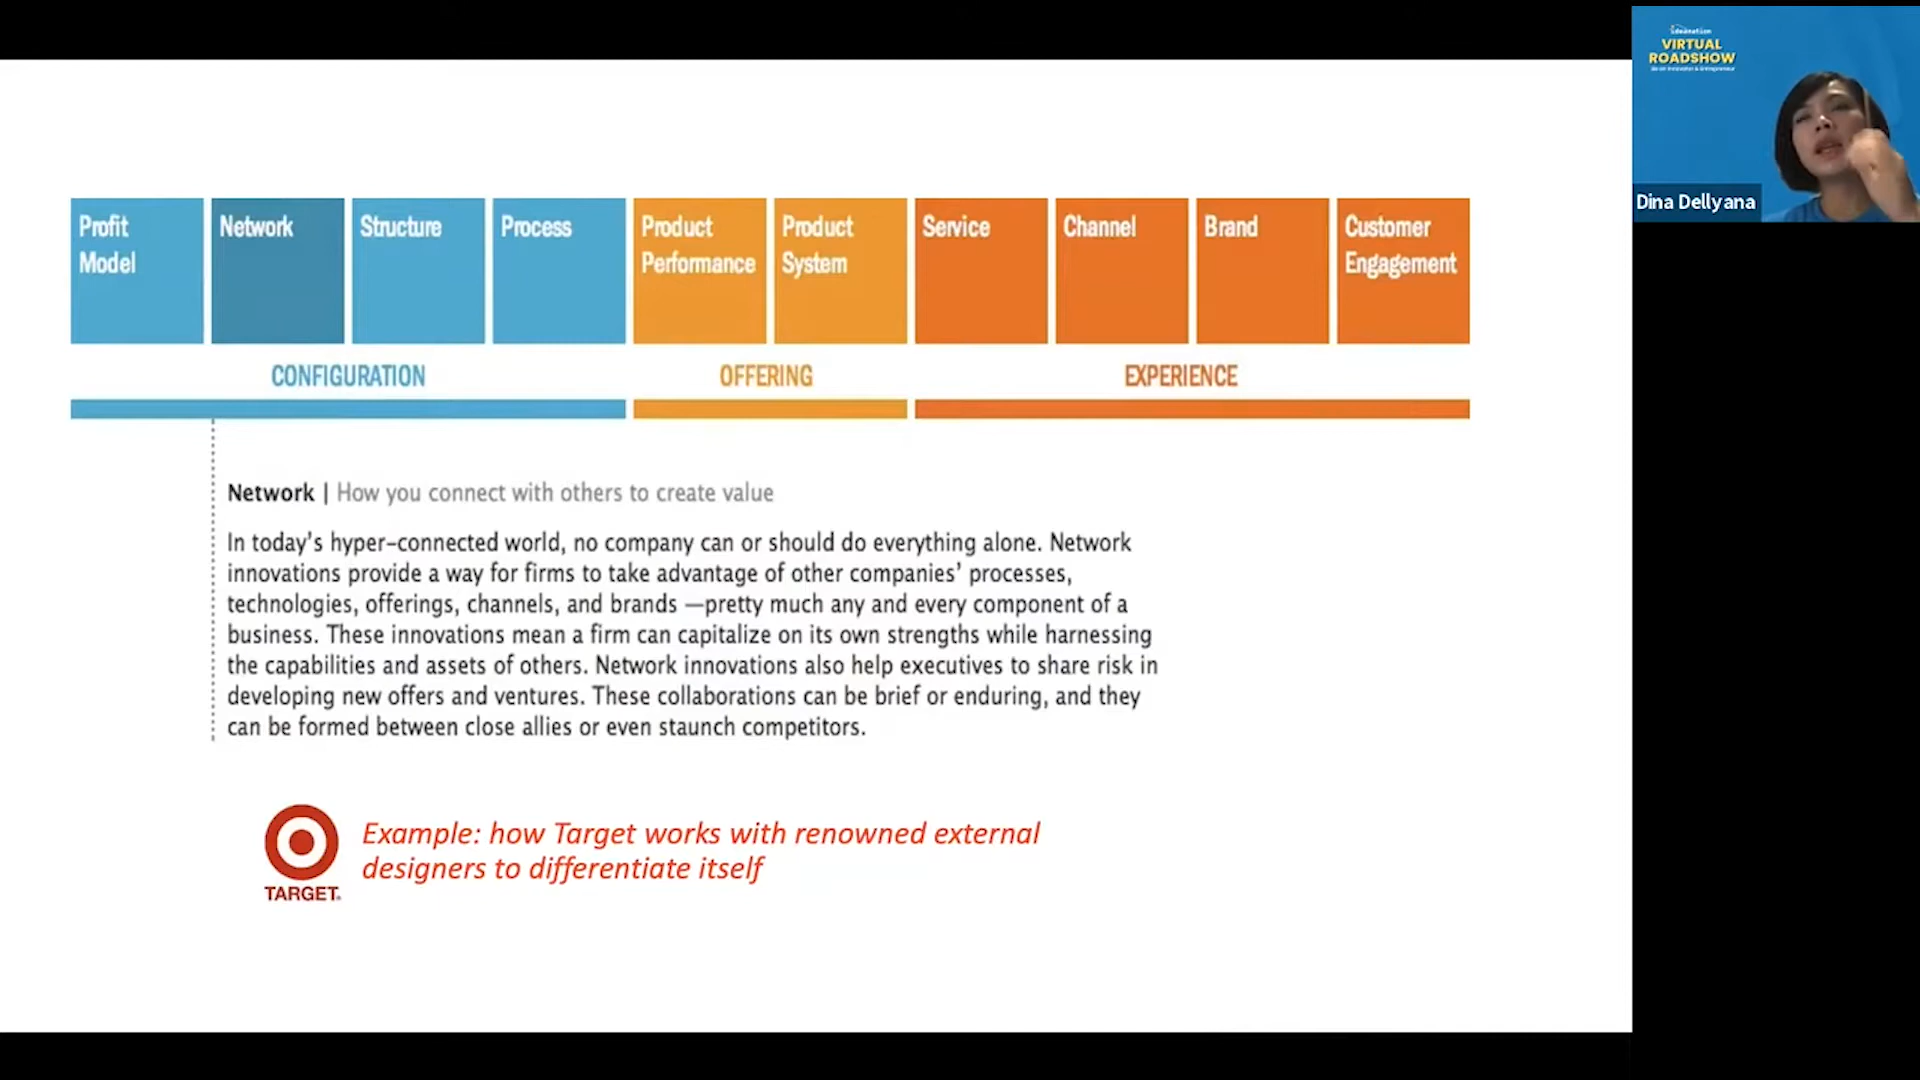 ideanation
VIRTUAL
ROADSHOW
Dina Dellyana
Profit
Model
Network
Structure
Process
Product
Performance
Product
System
Service
Channel
Brand
Customer
Engagement
CONFIGURATION
OFFERING
EXPERIENCE
Network | How you connect with others to create value
In today's hyper-connected world, no company can or should do everything alone. Network
innovations provide a way for firms to take advantage of other companies' processes,
technologies, offerings, channels, and brands —pretty much any and every component of a
business. These innovations mean a firm can capitalize on its own strengths while harnessing
the capabilities and assets of others. Network innovations also help executives to share risk in
developing new offers and ventures. These collaborations can be brief or enduring, and they
can be formed between close allies or even staunch competitors.
TARGET.
Example: how Target works with renowned external
designers to differentiate itself